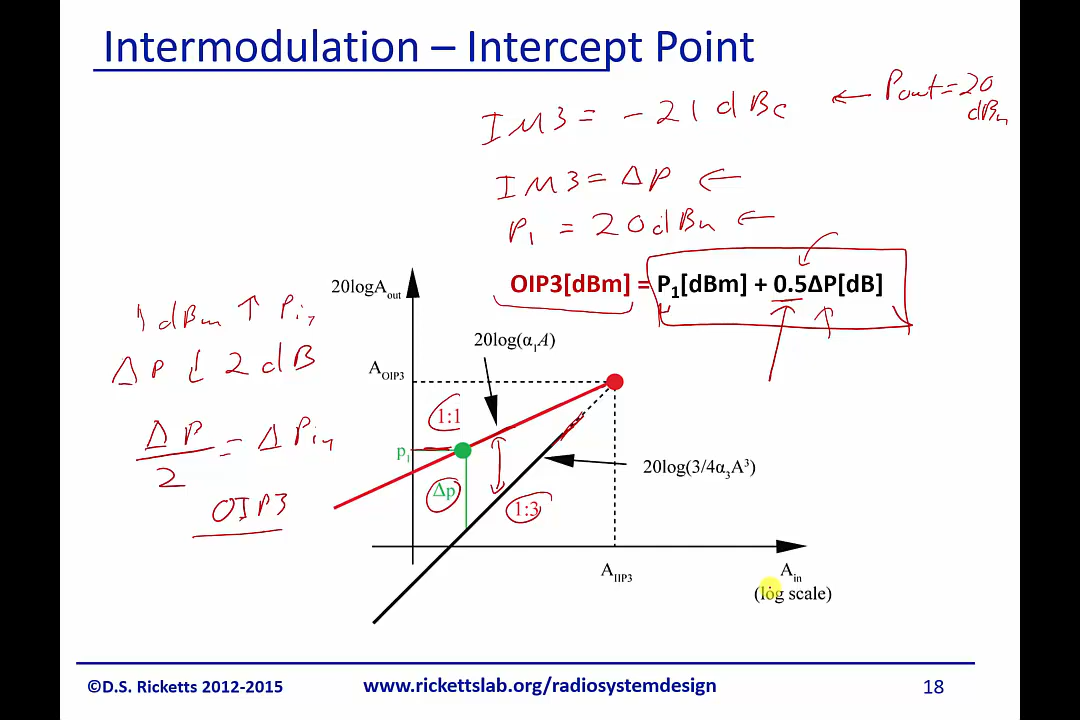 Intermodulation – Intercept Point
IM3 = -21 dBc ← Pout = 20 dBm
IM3 = ΔP ←
P1 = 20 dBm ←
OIP3[dBm] = P1[dBm] + 0.5ΔP[dB]
20logAout
1 dBm ↑ Pin
ΔP ↓ 2 dB
20log(α1A)
AOIP3
1:1
ΔP/2 = ΔPin
p1
20log(3/4α3A³)
Δp
1:3
OIP3
AIIP3
Ain
(log scale)
©D.S. Ricketts 2012-2015
www.rickettslab.org/radiosystemdesign
18